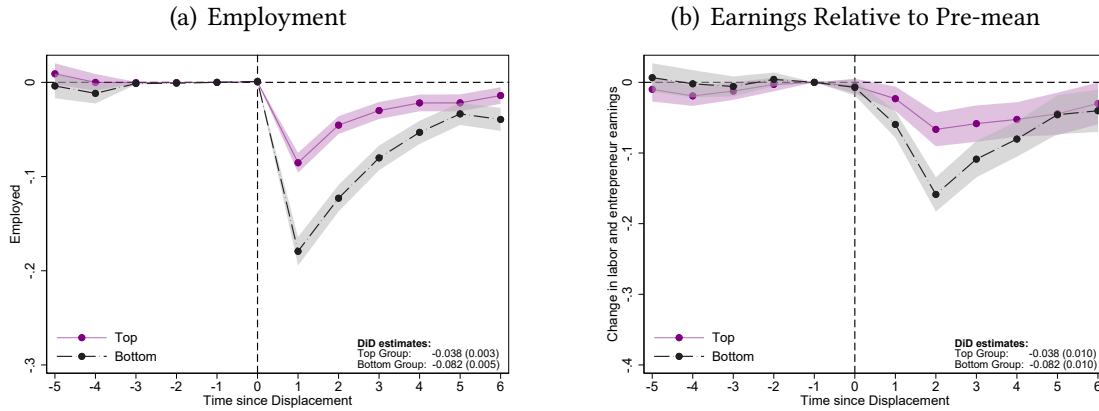 (a) Employment
Employed
0
-.1
-.2
-.3
Top
Bottom
DiD estimates:
Top Group: -0.038 (0.003)
Bottom Group: -0.082 (0.005)
-5 -4 -3 -2 -1 0 1 2 3 4 5 6
Time since Displacement
(b) Earnings Relative to Pre-mean
Change in labor and entrepreneur earnings
0
-.1
-.2
-.3
-.4
Top
Bottom
DiD estimates:
Top Group: -0.038 (0.010)
Bottom Group: -0.082 (0.010)
-5 -4 -3 -2 -1 0 1 2 3 4 5 6
Time since Displacement